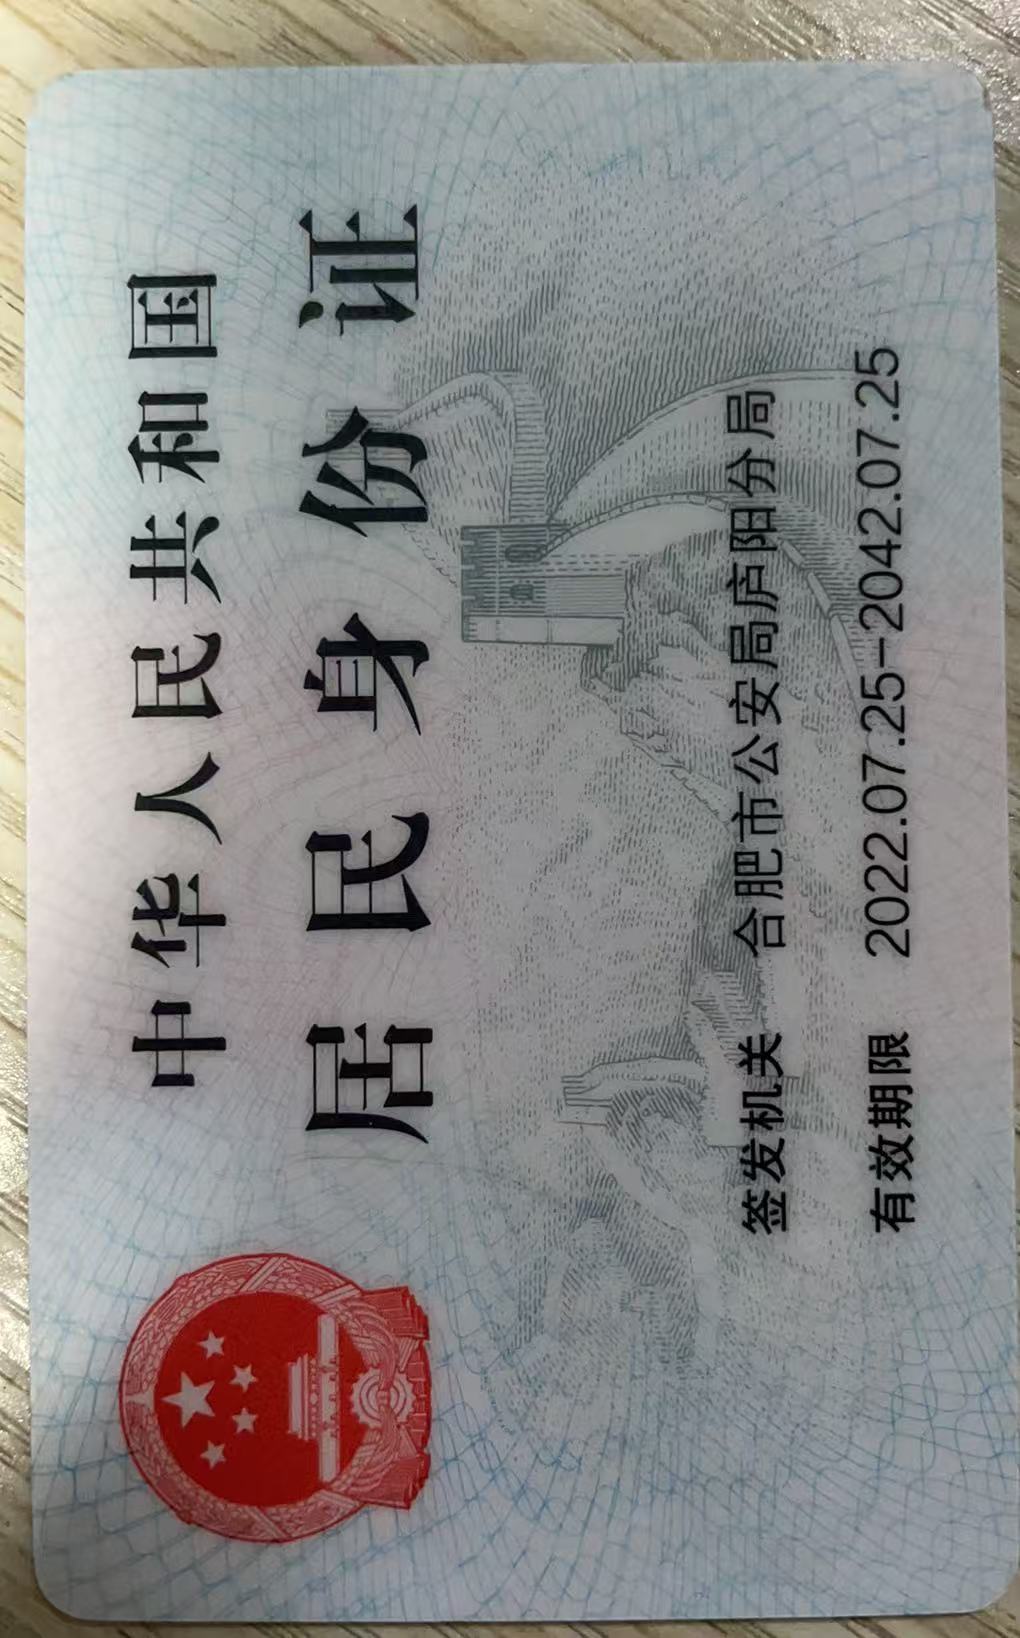 中华人民共和国
居民身份证
签发机关 合肥市公安局庐阳分局
有效期限 2022.07.25-2042.07.25